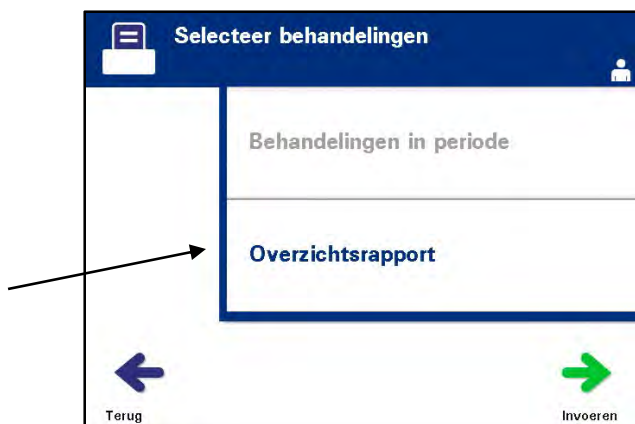 Selecteer behandelingen
Behandelingen in periode
Overzichtsrapport
Terug
Invoeren